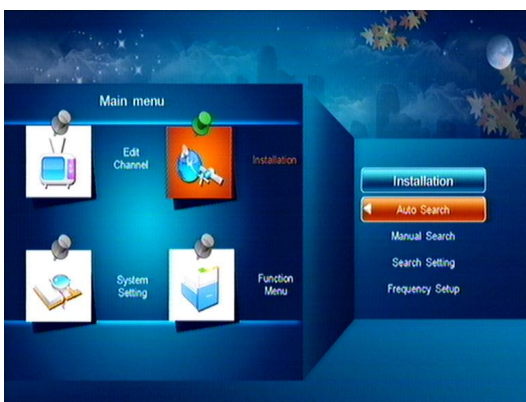 Main menu
Edit
Channel
Installation
System
Setting
Function
Menu
Installation
Auto Search
Manual Search
Search Setting
Frequency Setup